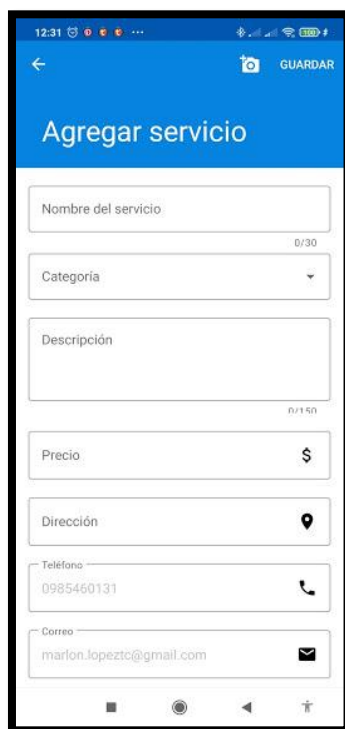 12:31
100
GUARDAR
Agregar servicio
Nombre del servicio
0/30
Categoría
Descripción
0/150
Precio
$
Dirección
Teléfono
0985460131
Correo
marlon.lopeztc@gmail.com